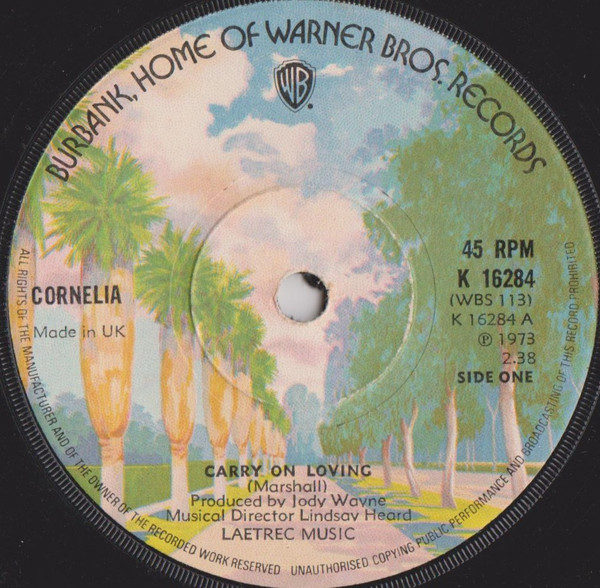 BURBANK, HOME OF WARNER BROS. RECORDS
WB
CORNELIA
Made in UK
45 RPM
K 16284
(WBS 113)
K 16284 A
℗ 1973
2.38
SIDE ONE
CARRY ON LOVING
(Marshall)
Produced by Jody Wayne
Musical Director Lindsay Heard
LAETREC MUSIC
ALL RIGHTS OF THE MANUFACTURER AND OF THE OWNER OF THE RECORDED WORK RESERVED UNAUTHORISED COPYING PUBLIC PERFORMANCE AND BROADCASTING OF THIS RECORD PROHIBITED